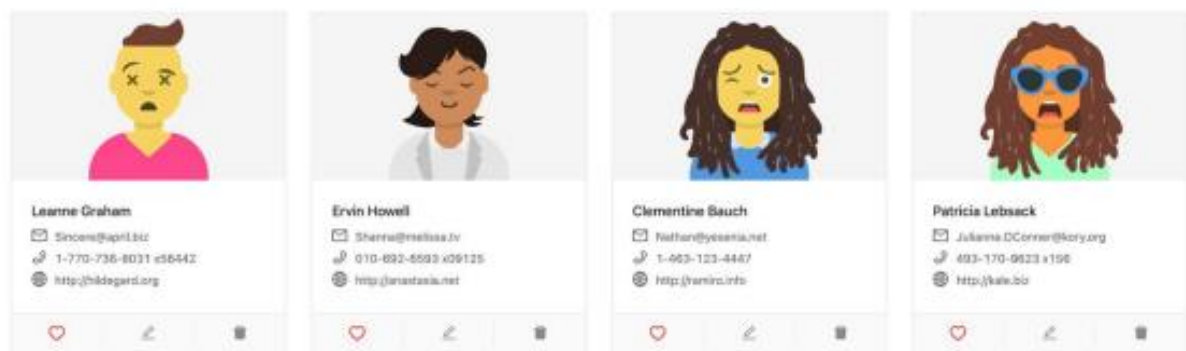 Leanne Graham
Sincere@april.biz
1-770-736-8031 x56442
http://hildegard.org
Ervin Howell
Shanna@melissa.tv
010-692-6593 x09125
http://anastasia.net
Clementine Bauch
Nathan@yesenia.net
1-463-123-4447
http://ramiro.info
Patricia Lebsack
Julianne.OConner@kory.org
493-170-9623 x156
http://kale.biz